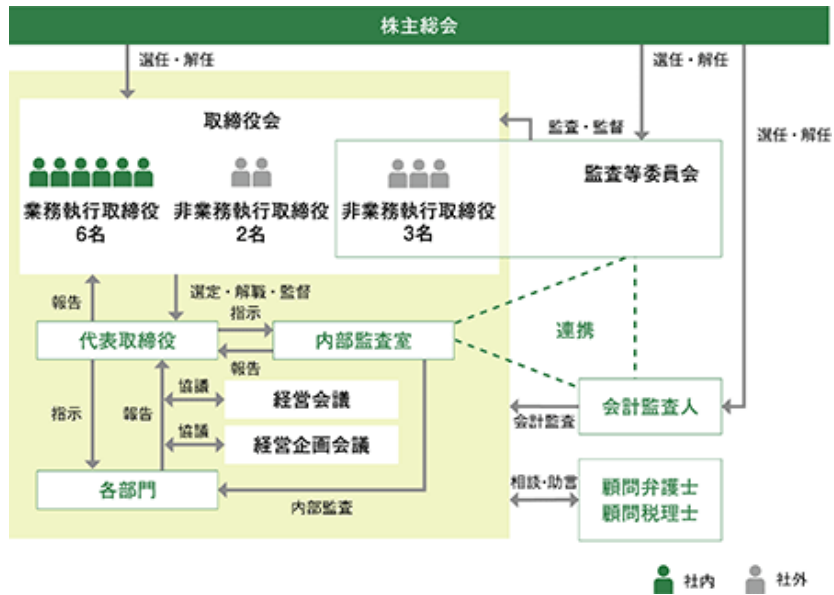 株主総会
選任・解任
選任・解任
選任・解任
取締役会
監査・監督
監査等委員会
業務執行取締役
6名
非業務執行取締役
2名
非業務執行取締役
3名
報告
選定・解職・監督
指示
代表取締役
内部監査室
連携
報告
協議
経営会議
指示
報告
会計監査
会計監査人
協議
経営企画会議
各部門
内部監査
相談・助言
顧問弁護士
顧問税理士
社内
社外